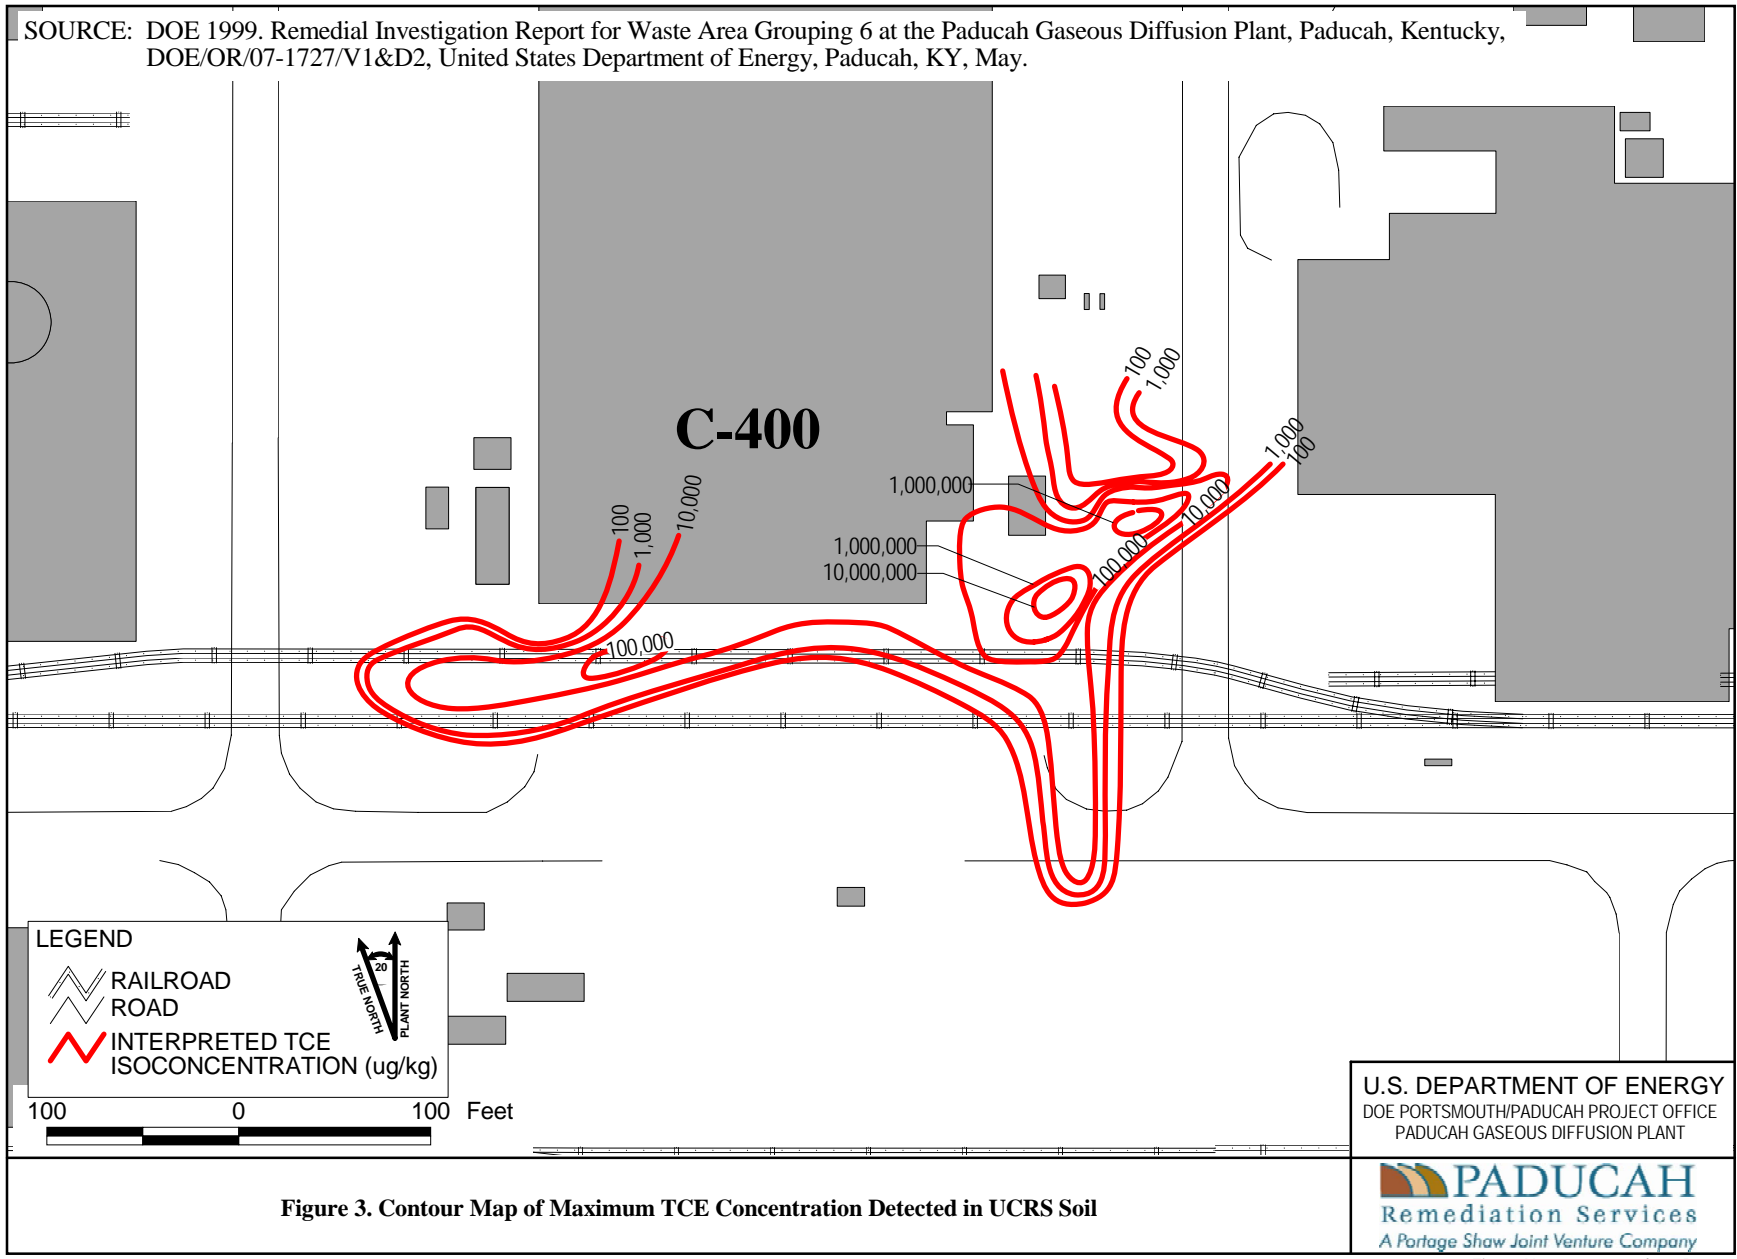 SOURCE: DOE 1999. Remedial Investigation Report for Waste Area Grouping 6 at the Paducah Gaseous Diffusion Plant, Paducah, Kentucky,
DOE/OR/07-1727/V1&D2, United States Department of Energy, Paducah, KY, May.
100
1,000
C-400
1,000
100
1,000,000
10,000
10,000
100
1,000
1,000,000
100,000
10,000,000
100,000
LEGEND
RAILROAD
ROAD
INTERPRETED TCE
ISOCONCENTRATION (ug/kg)
20
TRUE NORTH
PLANT NORTH
100 0 100 Feet
U.S. DEPARTMENT OF ENERGY
DOE PORTSMOUTH/PADUCAH PROJECT OFFICE
PADUCAH GASEOUS DIFFUSION PLANT
Figure 3. Contour Map of Maximum TCE Concentration Detected in UCRS Soil
PADUCAH
Remediation Services
A Portage Shaw Joint Venture Company